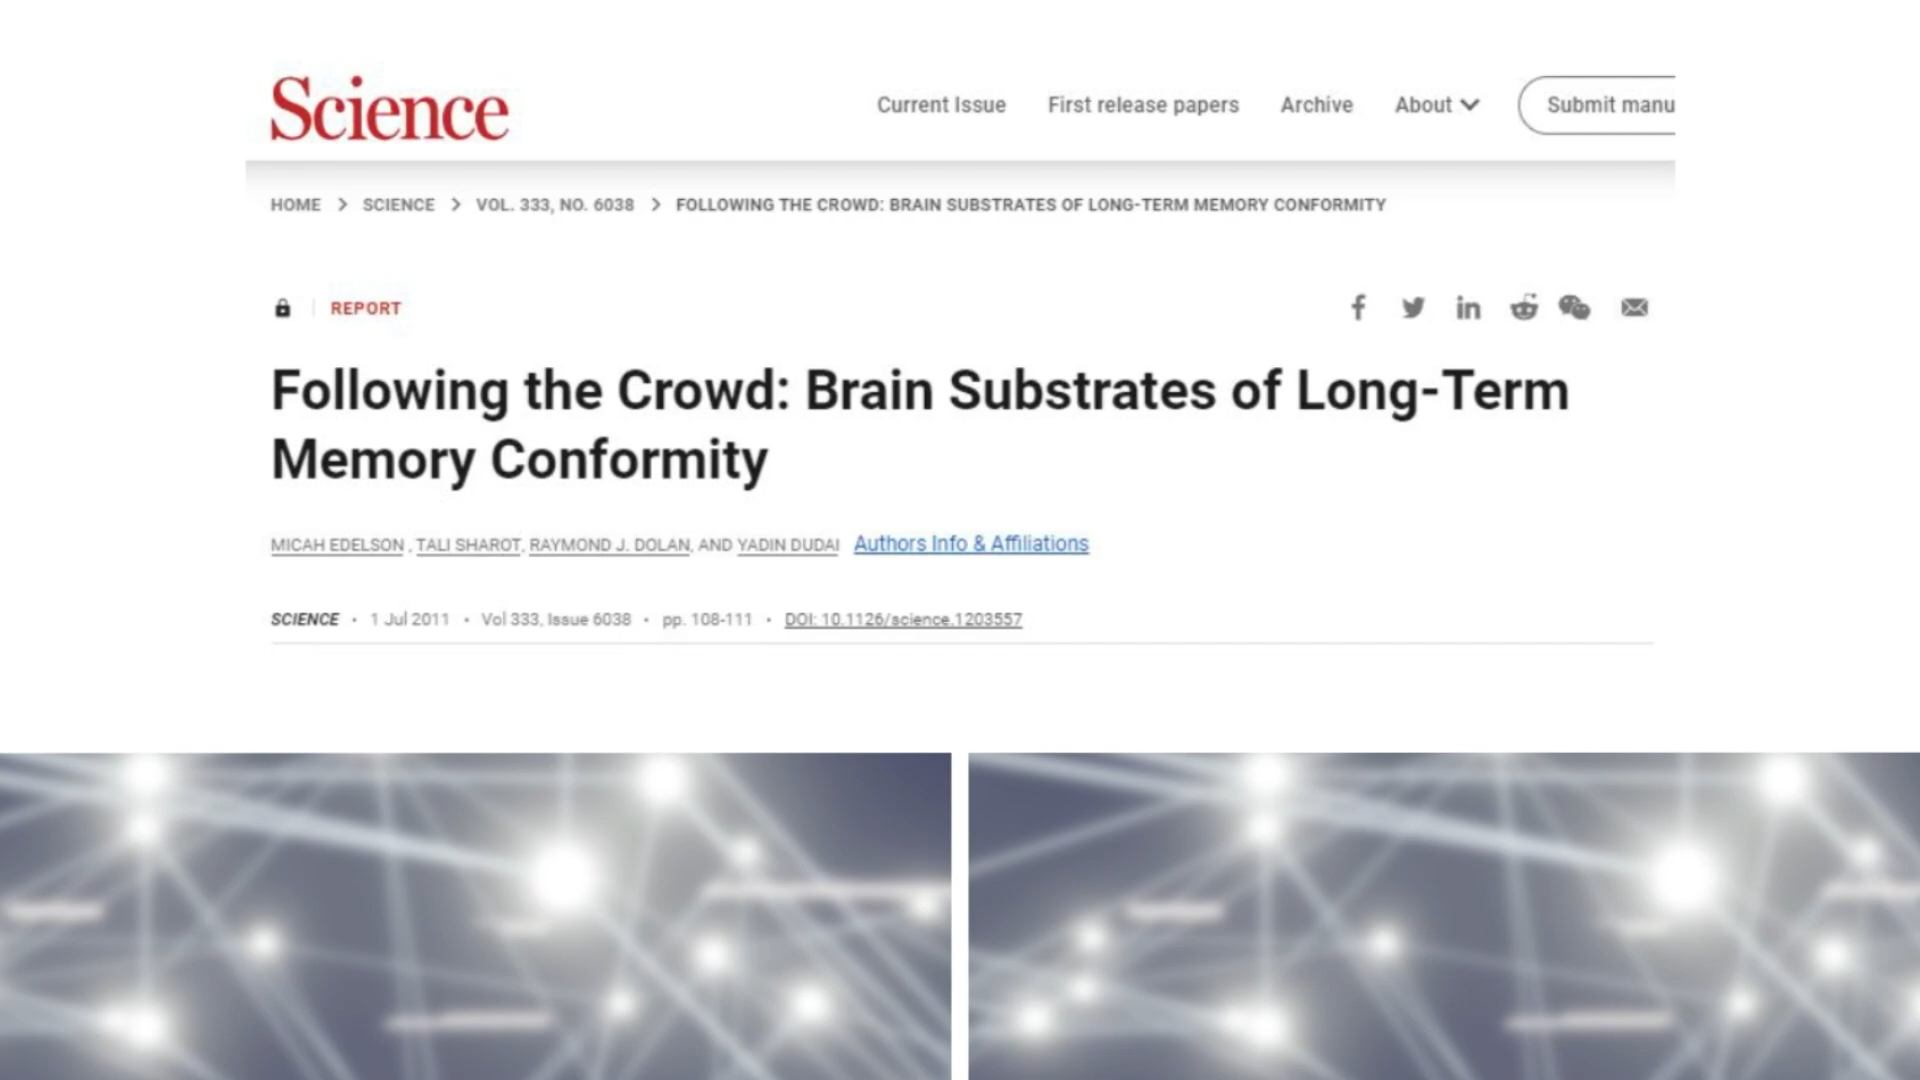 Science
Current Issue First release papers Archive About Submit manu
HOME > SCIENCE > VOL. 333, NO. 6038 > FOLLOWING THE CROWD: BRAIN SUBSTRATES OF LONG-TERM MEMORY CONFORMITY
REPORT
Following the Crowd: Brain Substrates of Long-Term
Memory Conformity
MICAH EDELSON , TALI SHAROT, RAYMOND J. DOLAN, AND YADIN DUDAI Authors Info & Affiliations
SCIENCE • 1 Jul 2011 • Vol 333, Issue 6038 • pp. 108-111 • DOI: 10.1126/science.1203557